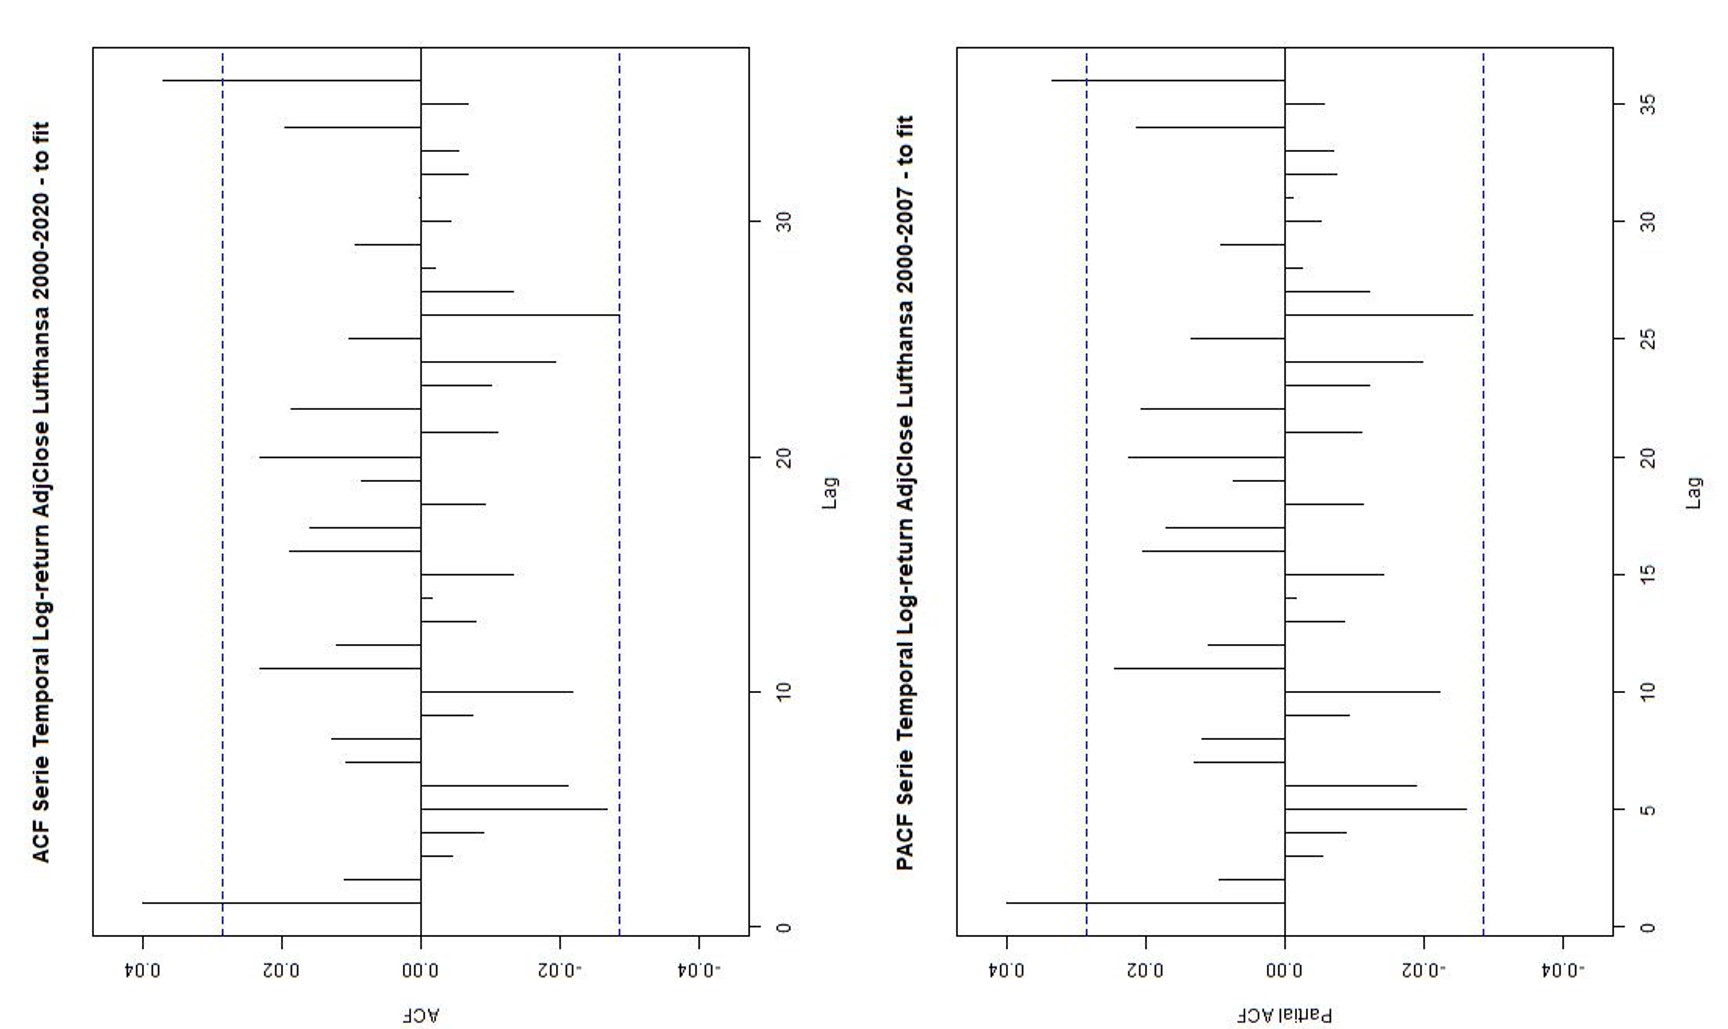 ACF Serie Temporal Log-return AdjClose Lufthansa 2000-2020 - to fit
0.04
0.02
0.00
-0.02
-0.04
ACF
0 10 20 30
Lag
PACF Serie Temporal Log-return AdjClose Lufthansa 2000-2007 - to fit
0.04
0.02
0.00
-0.02
-0.04
Partial ACF
0 5 10 15 20 25 30 35
Lag